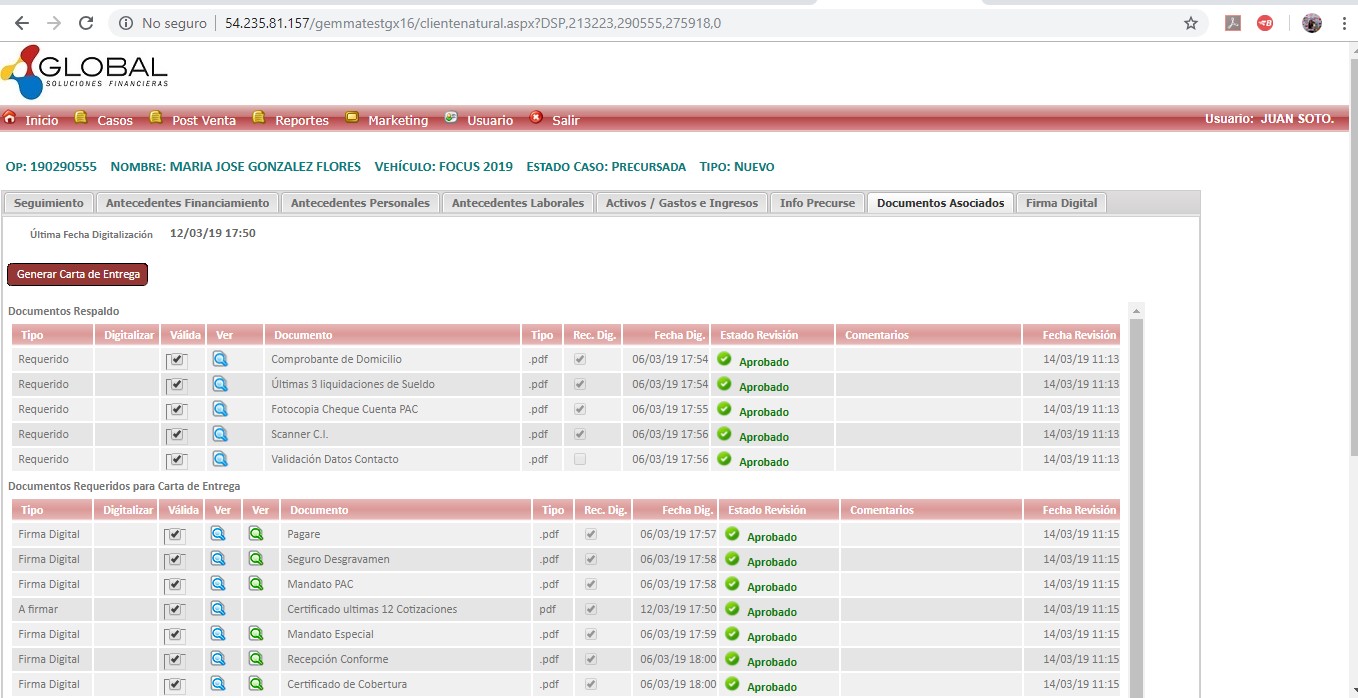 No seguro | 54.235.81.157/gemmatestgx16/clientenatural.aspx?DSP,213223,290555,275918,0
GLOBAL
SOLUCIONES FINANCIERAS
Inicio Casos Post Venta Reportes Marketing Usuario Salir Usuario: JUAN SOTO.
OP: 190290555 NOMBRE: MARIA JOSE GONZALEZ FLORES VEHÍCULO: FOCUS 2019 ESTADO CASO: PRECURSADA TIPO: NUEVO
Seguimiento Antecedentes Financiamiento Antecedentes Personales Antecedentes Laborales Activos / Gastos e Ingresos Info Precurse Documentos Asociados Firma Digital
Última Fecha Digitalización 12/03/19 17:50
Generar Carta de Entrega
Documentos Respaldo
Tipo Digitalizar Válida Ver Documento Tipo Rec. Dig. Fecha Dig. Estado Revisión Comentarios Fecha Revisión
Requerido Comprobante de Domicilio .pdf 06/03/19 17:54 Aprobado 14/03/19 11:13
Requerido Últimas 3 liquidaciones de Sueldo .pdf 06/03/19 17:54 Aprobado 14/03/19 11:13
Requerido Fotocopia Cheque Cuenta PAC .pdf 06/03/19 17:55 Aprobado 14/03/19 11:13
Requerido Scanner C.I. .pdf 06/03/19 17:56 Aprobado 14/03/19 11:13
Requerido Validación Datos Contacto .pdf 06/03/19 17:56 Aprobado 14/03/19 11:13
Documentos Requeridos para Carta de Entrega
Tipo Digitalizar Válida Ver Ver Documento Tipo Rec. Dig. Fecha Dig. Estado Revisión Comentarios Fecha Revisión
Firma Digital Pagare .pdf 06/03/19 17:57 Aprobado 14/03/19 11:15
Firma Digital Seguro Desgravamen .pdf 06/03/19 17:58 Aprobado 14/03/19 11:15
Firma Digital Mandato PAC .pdf 06/03/19 17:58 Aprobado 14/03/19 11:15
A firmar Certificado ultimas 12 Cotizaciones pdf 12/03/19 17:50 Aprobado 14/03/19 11:15
Firma Digital Mandato Especial .pdf 06/03/19 17:59 Aprobado 14/03/19 11:15
Firma Digital Recepción Conforme .pdf 06/03/19 18:00 Aprobado 14/03/19 11:15
Firma Digital Certificado de Cobertura .pdf 06/03/19 18:00 Aprobado 14/03/19 11:15